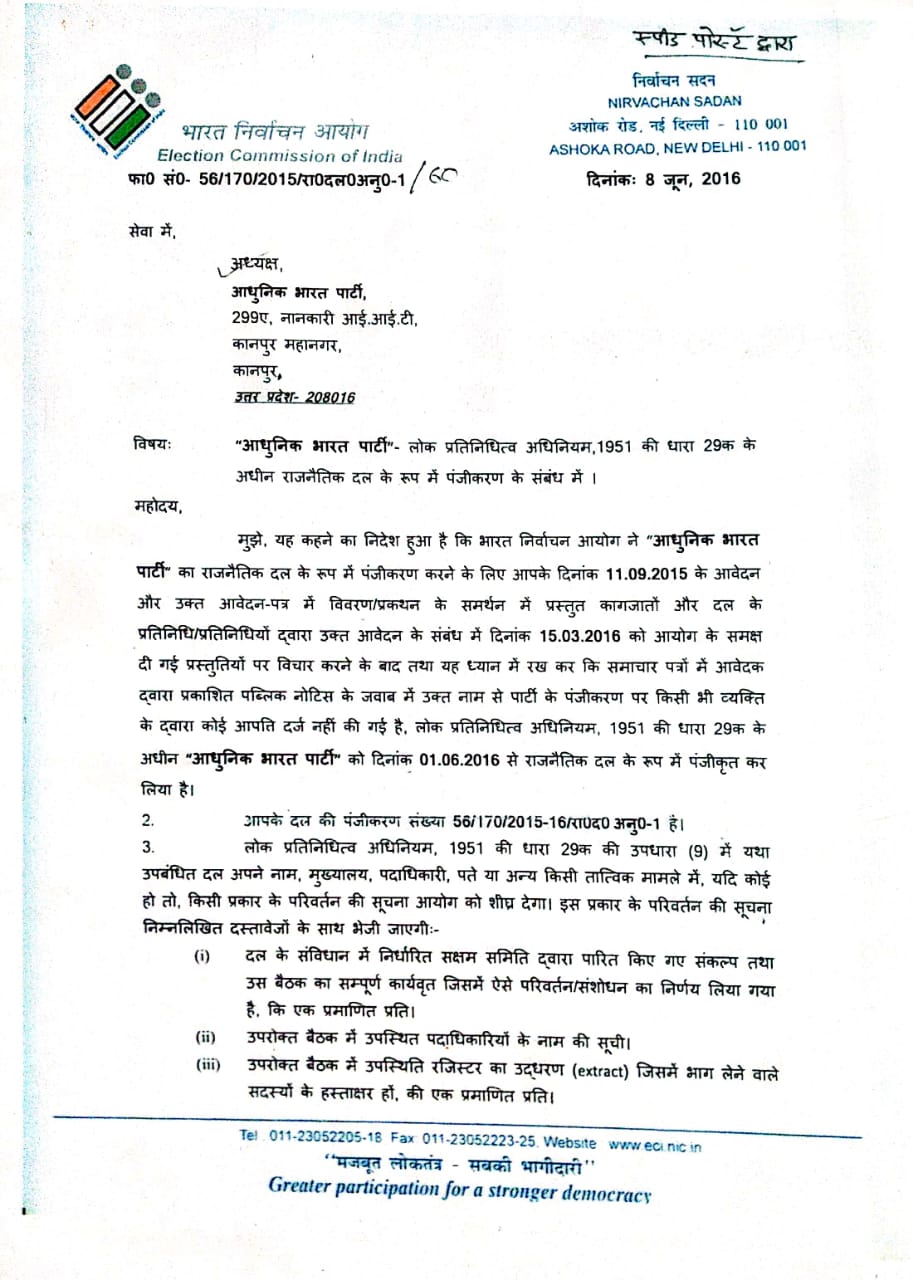 स्पीड पोस्ट द्वारा
निर्वाचन सदन
NIRVACHAN SADAN
अशोक रोड, नई दिल्ली - 110 001
ASHOKA ROAD, NEW DELHI - 110 001
भारत निर्वाचन आयोग
Election Commission of India
फा0 सं0- 56/170/2015/रा0दल0अनु0-1/60
दिनांकः 8 जून, 2016
सेवा में,
अध्यक्ष,
आधुनिक भारत पार्टी,
299ए, नानकारी आई.आई.टी,
कानपुर महानगर,
कानपुर,
उत्तर प्रदेश- 208016
विषयः "आधुनिक भारत पार्टी"- लोक प्रतिनिधित्व अधिनियम,1951 की धारा 29क के
अधीन राजनैतिक दल के रूप में पंजीकरण के संबंध में ।
महोदय,
मुझे, यह कहने का निदेश हुआ है कि भारत निर्वाचन आयोग ने "आधुनिक भारत
पार्टी" का राजनैतिक दल के रूप में पंजीकरण करने के लिए आपके दिनांक 11.09.2015 के आवेदन
और उक्त आवेदन-पत्र में विवरण/प्रकथन के समर्थन में प्रस्तुत कागजातों और दल के
प्रतिनिधि/प्रतिनिधियों द्वारा उक्त आवेदन के संबंध में दिनांक 15.03.2016 को आयोग के समक्ष
दी गई प्रस्तुतियों पर विचार करने के बाद तथा यह ध्यान में रख कर कि समाचार पत्रों में आवेदक
द्वारा प्रकाशित पब्लिक नोटिस के जवाब में उक्त नाम से पार्टी के पंजीकरण पर किसी भी व्यक्ति
के द्वारा कोई आपति दर्ज नहीं की गई है, लोक प्रतिनिधित्व अधिनियम, 1951 की धारा 29क के
अधीन "आधुनिक भारत पार्टी" को दिनांक 01.06.2016 से राजनैतिक दल के रूप में पंजीकृत कर
लिया है।
2. आपके दल की पंजीकरण संख्या 56/170/2015-16/रा0द0 अनु0-1 है।
3. लोक प्रतिनिधित्व अधिनियम, 1951 की धारा 29क की उपधारा (9) में यथा
उपबंधित दल अपने नाम, मुख्यालय, पदाधिकारी, पते या अन्य किसी तात्विक मामले में, यदि कोई
हो तो, किसी प्रकार के परिवर्तन की सूचना आयोग को शीघ्र देगा। इस प्रकार के परिवर्तन की सूचना
निम्नलिखित दस्तावेजों के साथ भेजी जाएगीः-
(i) दल के संविधान में निर्धारित सक्षम समिति द्वारा पारित किए गए संकल्प तथा
उस बैठक का सम्पूर्ण कार्यवृत जिसमें ऐसे परिवर्तन/संशोधन का निर्णय लिया गया
है, कि एक प्रमाणित प्रति।
(ii) उपरोक्त बैठक में उपस्थित पदाधिकारियों के नाम की सूची।
(iii) उपरोक्त बैठक में उपस्थिति रजिस्टर का उद्धरण (extract) जिसमें भाग लेने वाले
सदस्यों के हस्ताक्षर हों, की एक प्रमाणित प्रति।
Tel : 011-23052205-18 Fax 011-23052223-25, Website www.eci.nic.in
"मजबूत लोकतंत्र - सबकी भागीदारी"
Greater participation for a stronger democracy